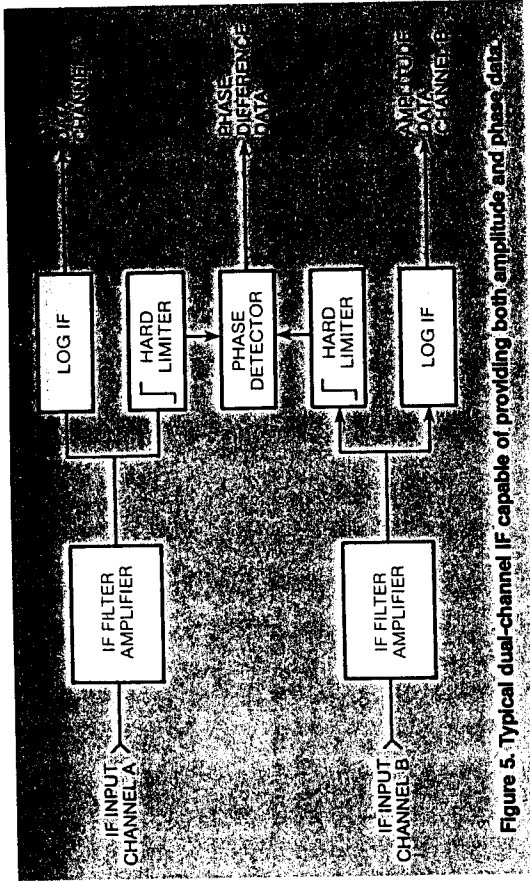 IF INPUT
CHANNEL A
IF FILTER
AMPLIFIER
LOG IF
DATA
CHANNEL
HARD
LIMITER
PHASE
DETECTOR
PHASE
DIFFERENCE
DATA
HARD
LIMITER
IF INPUT
CHANNEL B
IF FILTER
AMPLIFIER
LOG IF
AMPLITUDE
DATA
CHANNEL B
Figure 5. Typical dual-channel IF capable of providing both amplitude and phase data.